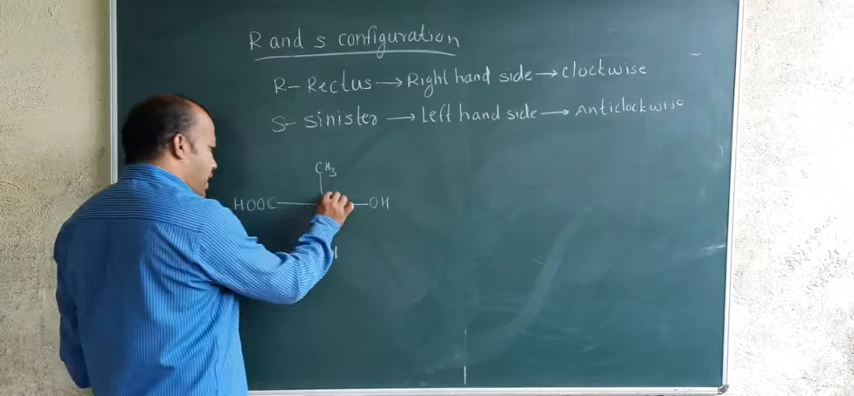 R and S configuration
R- Rectus → Right hand side → clockwise
S- Sinister → Left hand side → Anticlockwise
CH3
HOOC OH
H